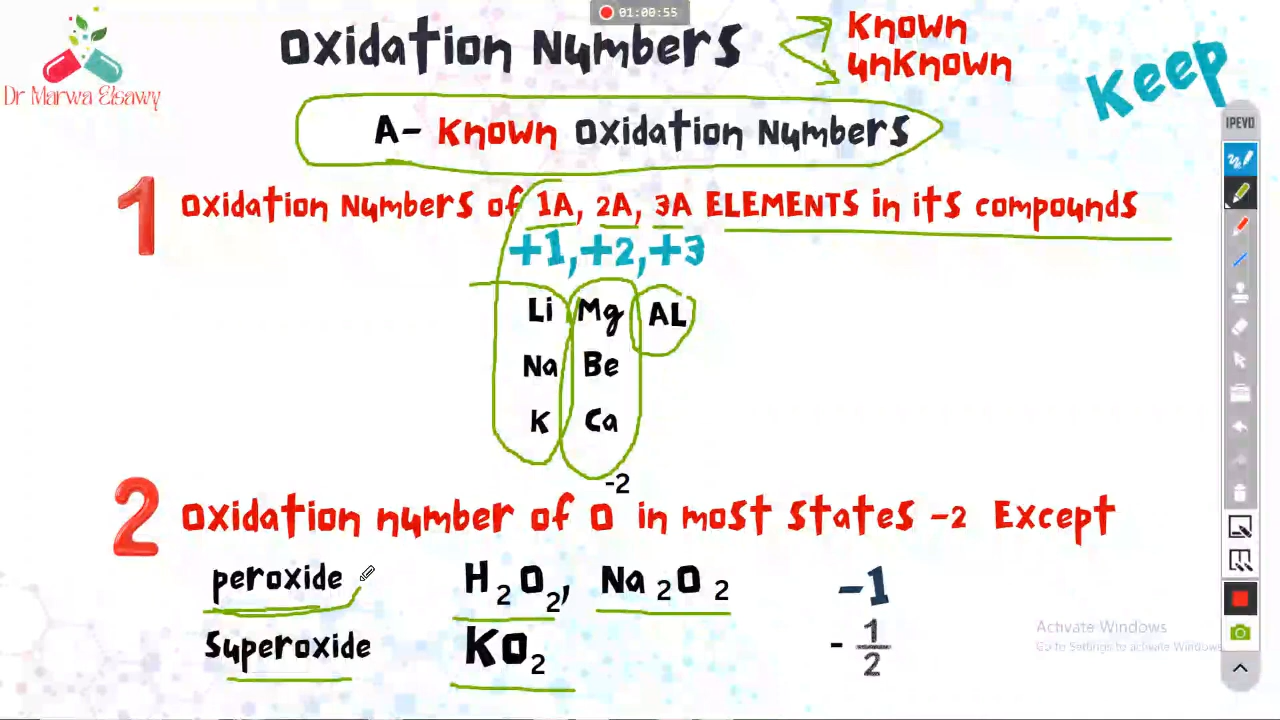 01:00:55
Oxidation Numbers
Known
unknown
Keep
Dr Marwa Elsawy
A- Known Oxidation Numbers
IPEVO
1 Oxidation Numbers of 1A, 2A, 3A ELEMENTS in its compounds
+1,+2,+3
Li Mg AL
Na Be
K Ca
-2
2 Oxidation number of O in most states -2 Except
peroxide H2O2, Na2O2 -1
Superoxide KO2 -1/2
Activate Windows
Go to Settings to activate Windows.